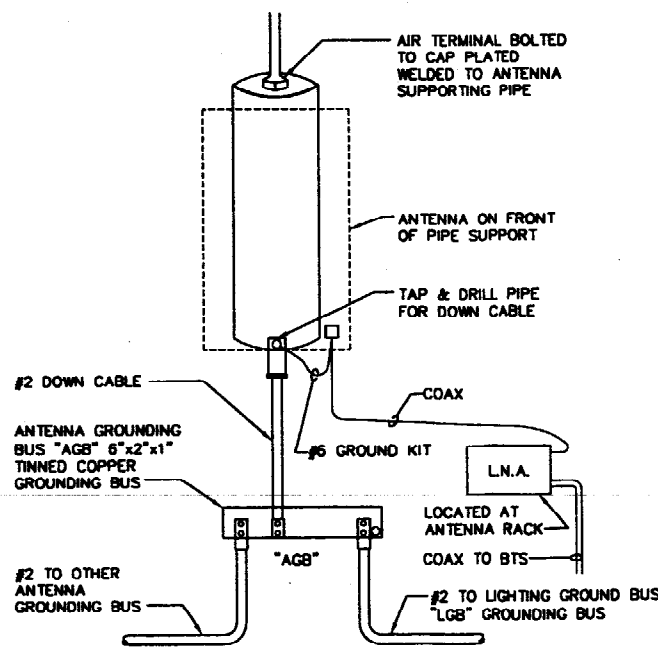 AIR TERMINAL BOLTED
TO CAP PLATED
WELDED TO ANTENNA
SUPPORTING PIPE
ANTENNA ON FRONT
OF PIPE SUPPORT
TAP & DRILL PIPE
FOR DOWN CABLE
#2 DOWN CABLE
COAX
ANTENNA GROUNDING
BUS "AGB" 6"x2"x1"
TINNED COPPER
GROUNDING BUS
#6 GROUND KIT
L.N.A.
LOCATED AT
ANTENNA RACK
COAX TO BTS
"AGB"
#2 TO OTHER
ANTENNA
GROUNDING BUS
#2 TO LIGHTING GROUND BUS
"LGB" GROUNDING BUS